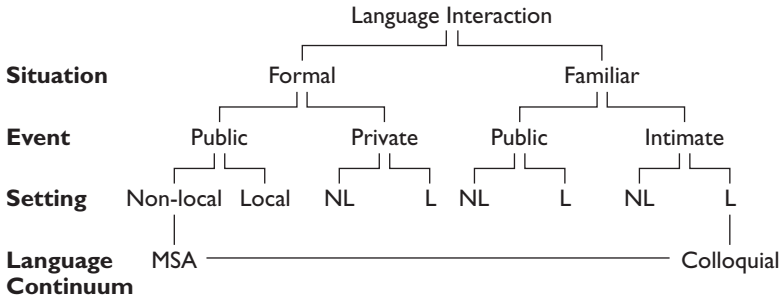 Language Interaction
Situation Formal Familiar
Event Public Private Public Intimate
Setting Non-local Local NL L NL L NL L
Language MSA Colloquial
Continuum